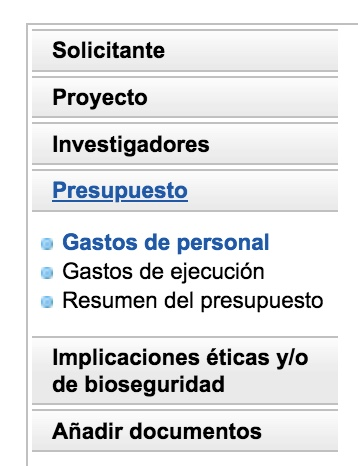 Solicitante
Proyecto
Investigadores
Presupuesto
Gastos de personal
Gastos de ejecución
Resumen del presupuesto
Implicaciones éticas y/o
de bioseguridad
Añadir documentos